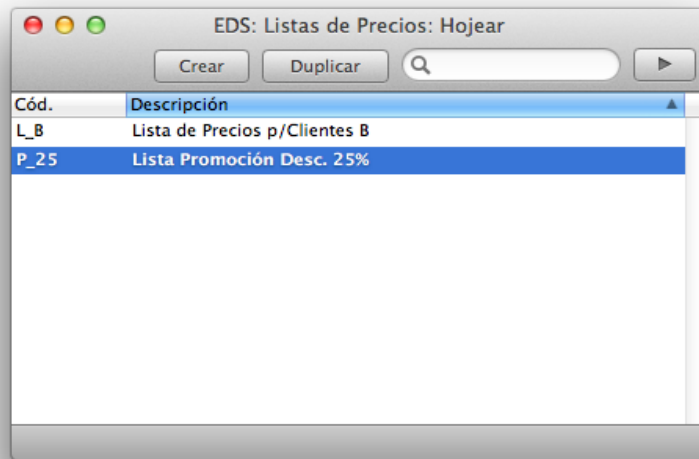 EDS: Listas de Precios: Hojear
Crear Duplicar
Cód. Descripción
L_B Lista de Precios p/Clientes B
P_25 Lista Promoción Desc. 25%